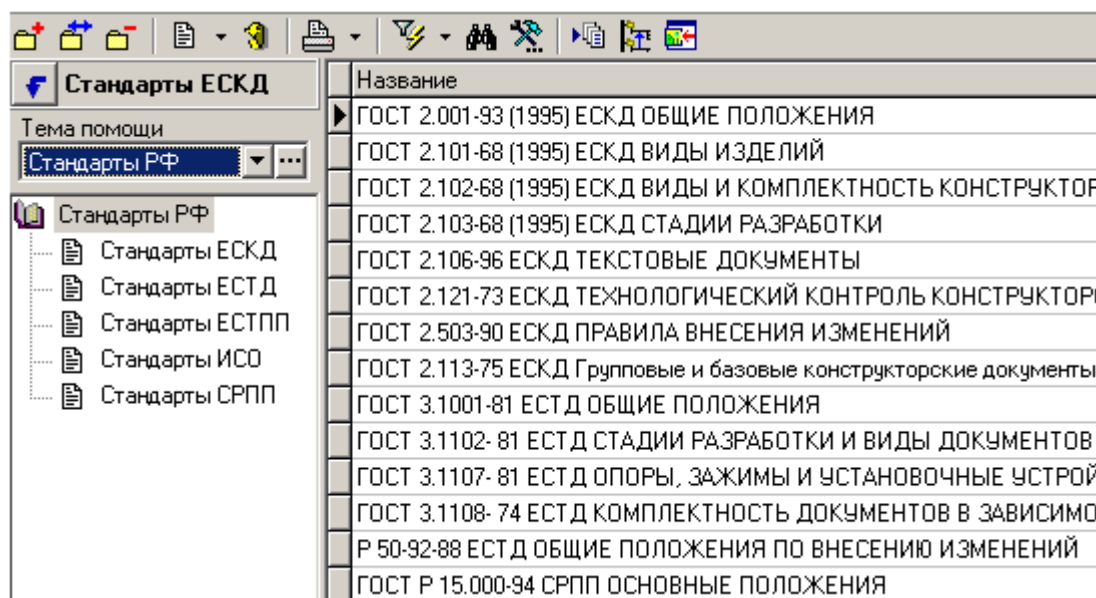 Стандарты ЕСКД
Тема помощи
Стандарты РФ
Стандарты РФ
Стандарты ЕСКД
Стандарты ЕСТД
Стандарты ЕСТПП
Стандарты ИСО
Стандарты СРПП
Название
ГОСТ 2.001-93 (1995) ЕСКД ОБЩИЕ ПОЛОЖЕНИЯ
ГОСТ 2.101-68 (1995) ЕСКД ВИДЫ ИЗДЕЛИЙ
ГОСТ 2.102-68 (1995) ЕСКД ВИДЫ И КОМПЛЕКТНОСТЬ КОНСТРУКТОР
ГОСТ 2.103-68 (1995) ЕСКД СТАДИИ РАЗРАБОТКИ
ГОСТ 2.106-96 ЕСКД ТЕКСТОВЫЕ ДОКУМЕНТЫ
ГОСТ 2.121-73 ЕСКД ТЕХНОЛОГИЧЕСКИЙ КОНТРОЛЬ КОНСТРУКТОР
ГОСТ 2.503-90 ЕСКД ПРАВИЛА ВНЕСЕНИЯ ИЗМЕНЕНИЙ
ГОСТ 2.113-75 ЕСКД Групповые и базовые конструкторские документы
ГОСТ 3.1001-81 ЕСТД ОБЩИЕ ПОЛОЖЕНИЯ
ГОСТ 3.1102- 81 ЕСТД СТАДИИ РАЗРАБОТКИ И ВИДЫ ДОКУМЕНТОВ
ГОСТ 3.1107- 81 ЕСТД ОПОРЫ, ЗАЖИМЫ И УСТАНОВОЧНЫЕ УСТРОЙ
ГОСТ 3.1108- 74 ЕСТД КОМПЛЕКТНОСТЬ ДОКУМЕНТОВ В ЗАВИСИМО
Р 50-92-88 ЕСТД ОБЩИЕ ПОЛОЖЕНИЯ ПО ВНЕСЕНИЮ ИЗМЕНЕНИЙ
ГОСТ Р 15.000-94 СРПП ОСНОВНЫЕ ПОЛОЖЕНИЯ